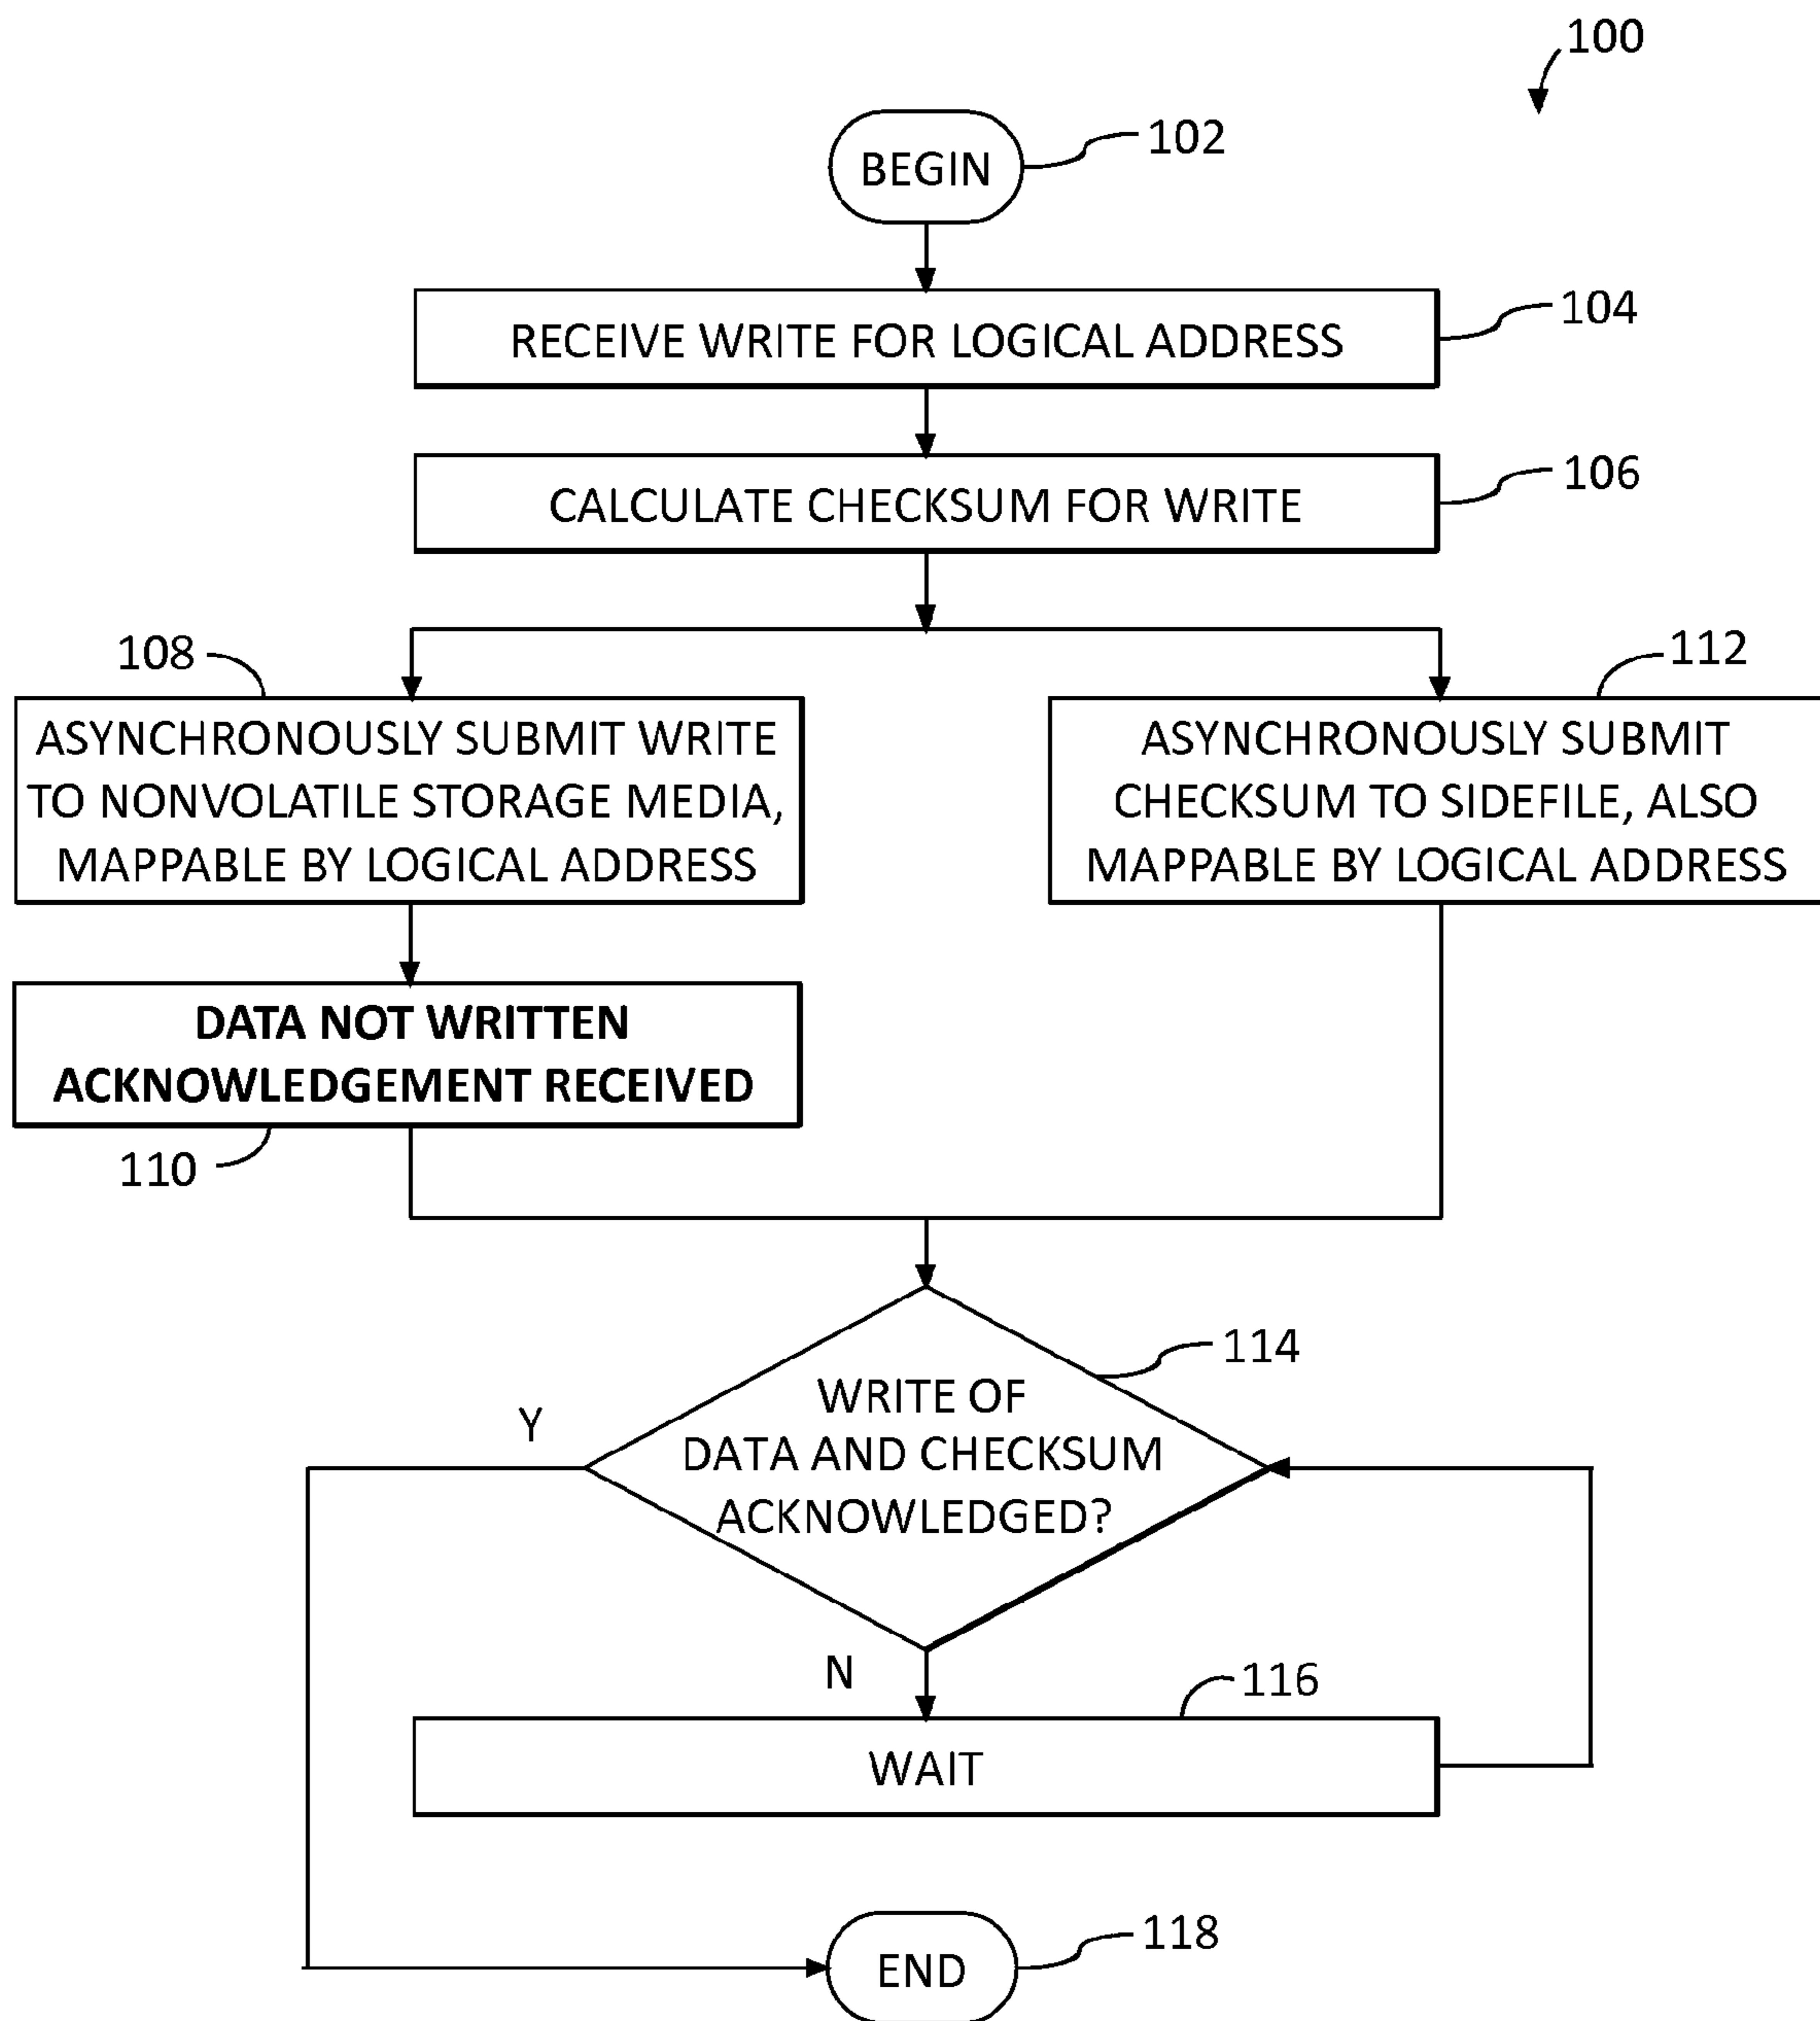 100
BEGIN
102
RECEIVE WRITE FOR LOGICAL ADDRESS
104
CALCULATE CHECKSUM FOR WRITE
106
108
ASYNCHRONOUSLY SUBMIT WRITE
TO NONVOLATILE STORAGE MEDIA,
MAPPABLE BY LOGICAL ADDRESS
112
ASYNCHRONOUSLY SUBMIT
CHECKSUM TO SIDEFILE, ALSO
MAPPABLE BY LOGICAL ADDRESS
DATA NOT WRITTEN
ACKNOWLEDGEMENT RECEIVED
110
114
WRITE OF
DATA AND CHECKSUM
ACKNOWLEDGED?
Y
N
116
WAIT
END
118